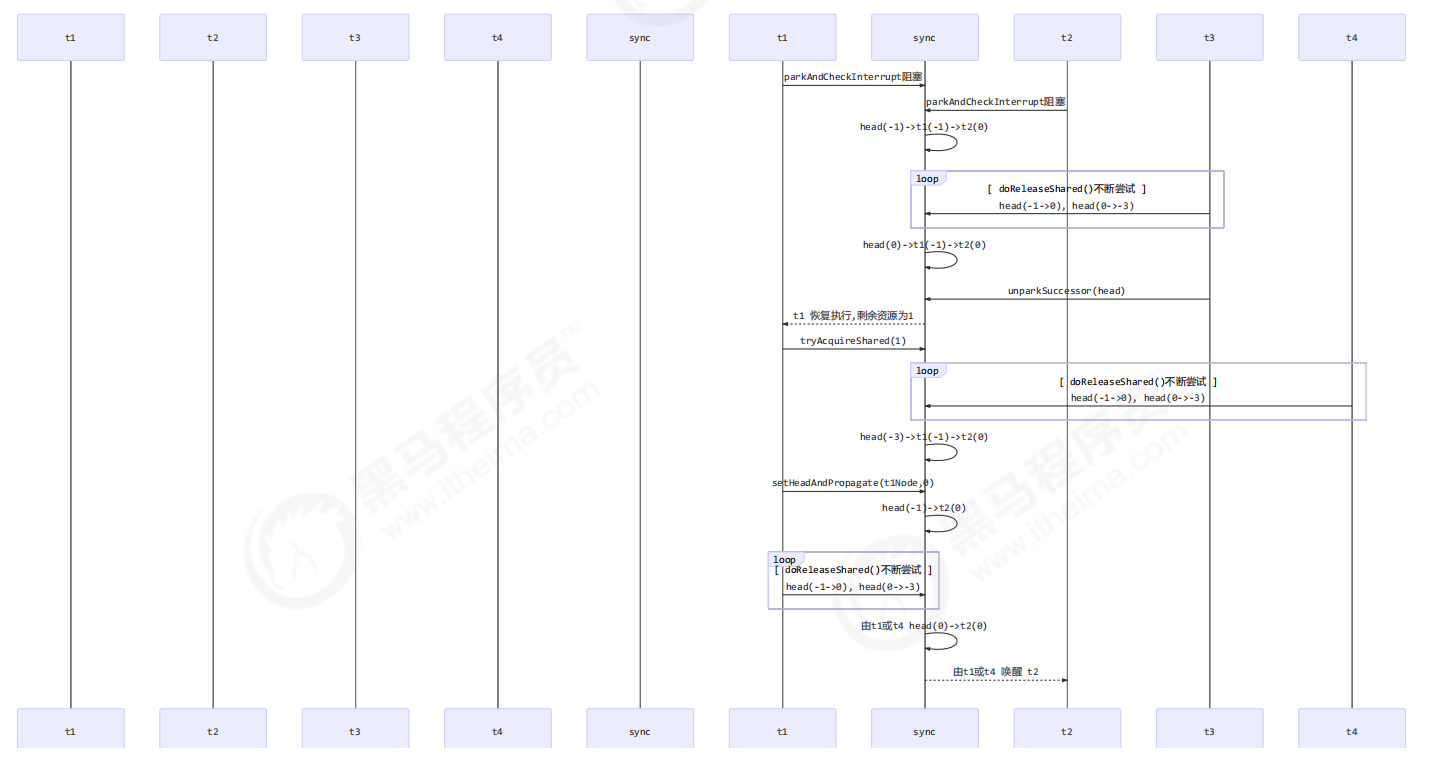 t1 t2 t3 t4 sync t1 sync t2 t3 t4
parkAndCheckInterrupt阻塞
parkAndCheckInterrupt阻塞
head(-1)->t1(-1)->t2(0)
loop
[ doReleaseShared()不断尝试 ]
head(-1->0), head(0->-3)
head(0)->t1(-1)->t2(0)
unparkSuccessor(head)
t1 恢复执行,剩余资源为1
tryAcquireShared(1)
loop
[ doReleaseShared()不断尝试 ]
head(-1->0), head(0->-3)
head(-3)->t1(-1)->t2(0)
setHeadAndPropagate(t1Node,0)
head(-1)->t2(0)
loop
[ doReleaseShared()不断尝试 ]
head(-1->0), head(0->-3)
由t1或t4 head(0)->t2(0)
由t1或t4 唤醒 t2
t1 t2 t3 t4 sync t1 sync t2 t3 t4
黑马程序员™
www.itheima.com
黑马程序员
www.itheima.com